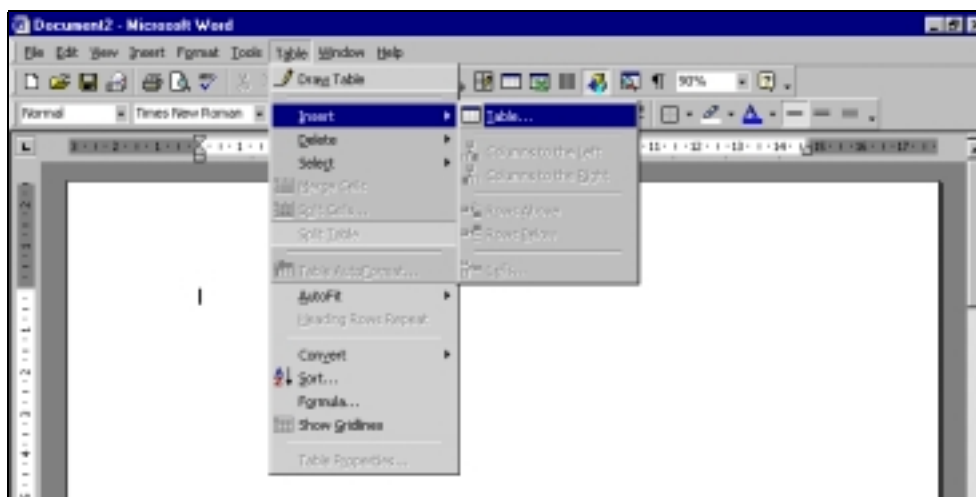 Document2 - Microsoft Word
File Edit View Insert Format Tools Table Window Help
Draw Table
90%
Normal Times New Roman
Insert
Table...
Delete
Columns to the Left
Select
Columns to the Right
Merge Cells
Split Cells...
Rows Above
Split Table
Rows Below
Table AutoFormat...
Cells...
AutoFit
Heading Rows Repeat
Convert
Sort...
Formula...
Show Gridlines
Table Properties...